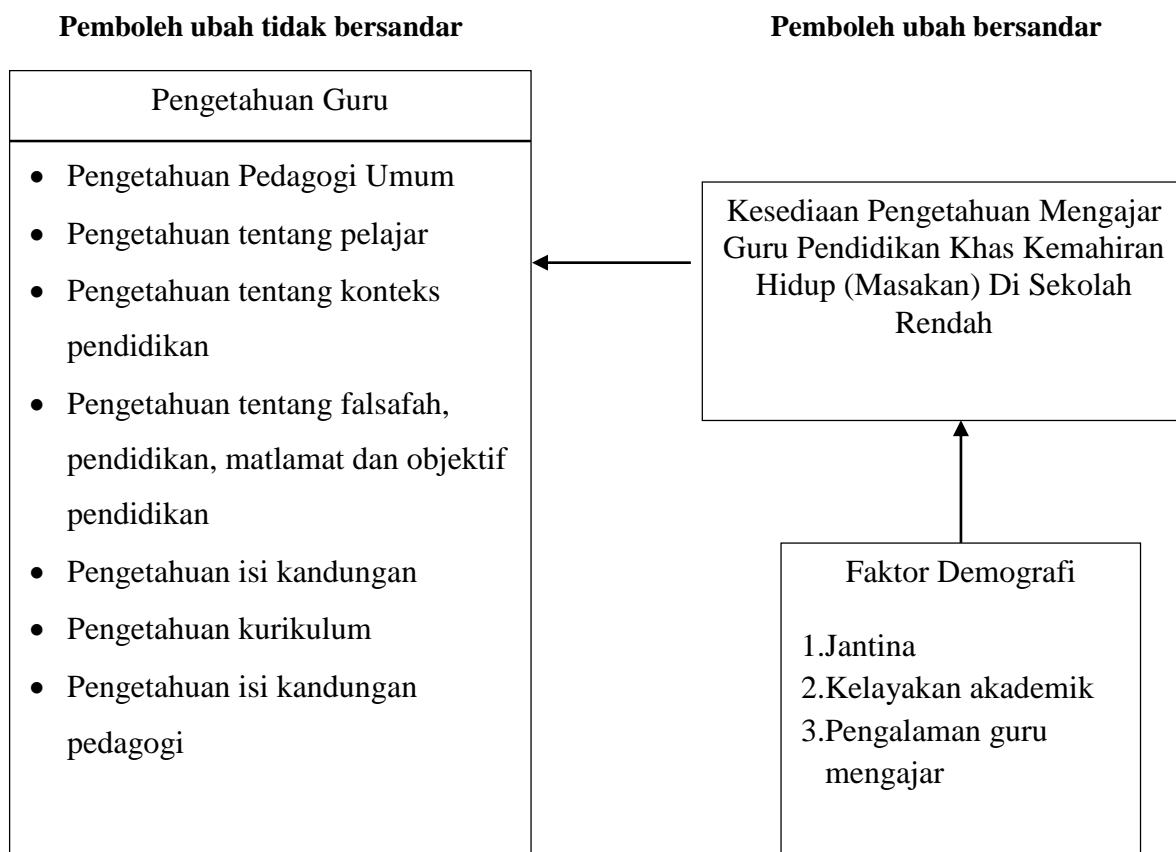 Pemboleh ubah tidak bersandar
Pemboleh ubah bersandar
Pengetahuan Guru
• Pengetahuan Pedagogi Umum
• Pengetahuan tentang pelajar
• Pengetahuan tentang konteks
pendidikan
• Pengetahuan tentang falsafah,
pendidikan, matlamat dan objektif
pendidikan
• Pengetahuan isi kandungan
• Pengetahuan kurikulum
• Pengetahuan isi kandungan
pedagogi
Kesediaan Pengetahuan Mengajar
Guru Pendidikan Khas Kemahiran
Hidup (Masakan) Di Sekolah
Rendah
Faktor Demografi
1.Jantina
2.Kelayakan akademik
3.Pengalaman guru
mengajar